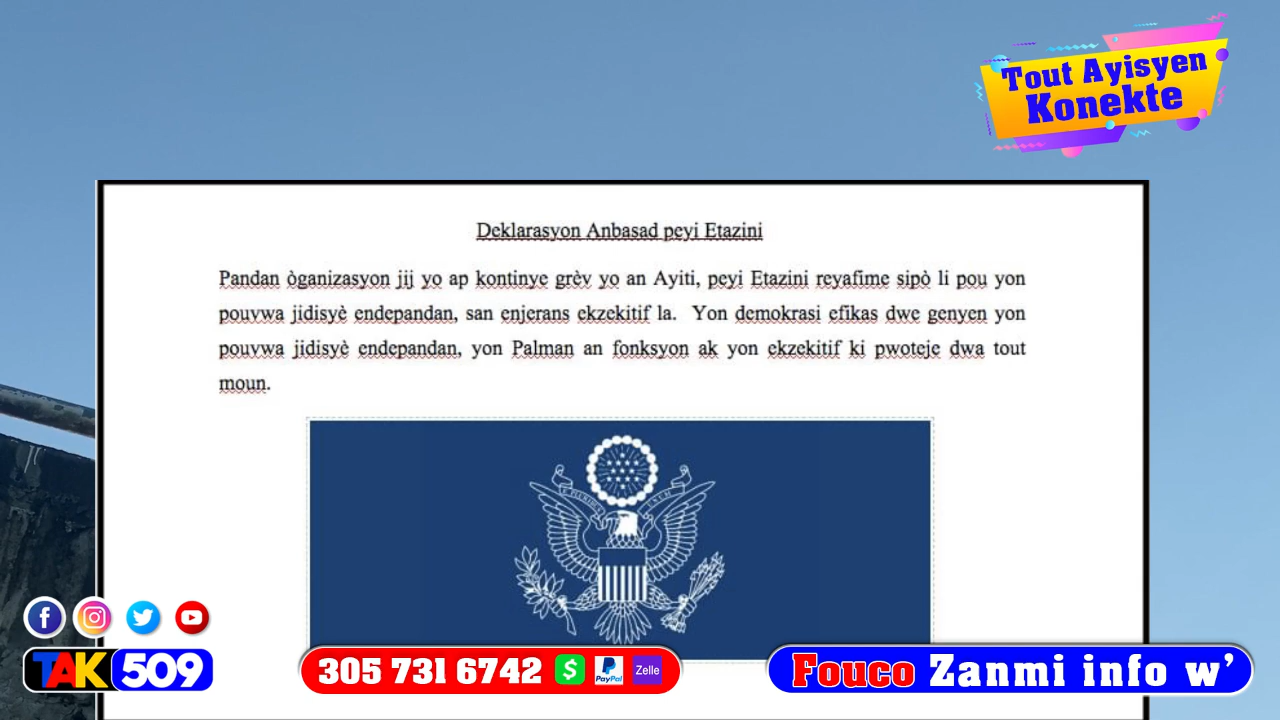 Tout Ayisyen
Konekte
Deklarasyon Anbasad peyi Etazini
Pandan òganizasyon jij yo ap kontinye grèv yo an Ayiti, peyi Etazini reyafime sipò li pou yon
pouvwa jidisyè endepandan, san enjerans ekzekitif la. Yon demokrasi efikas dwe genyen yon
pouvwa jidisyè endepandan, yon Palman an fonksyon ak yon ekzekitif ki pwoteje dwa tout
moun.
TAK 509
305 731 6742
$
PayPal
Zelle
Fouco Zanmi info w'